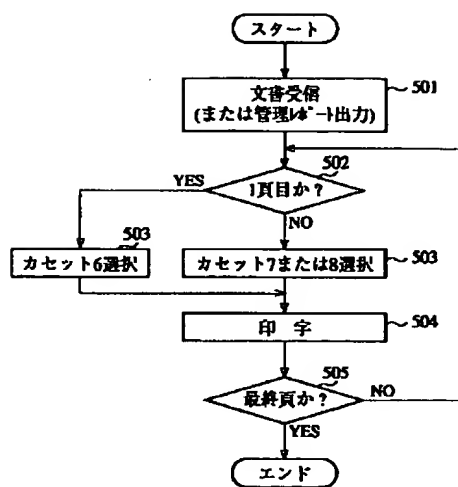 スタート
文書受信
(または管理レポート出力)
501
502
1頁目か?
YES
NO
503
カセット6選択
カセット7または8選択
503
印 字
504
505
最終頁か?
NO
YES
エンド